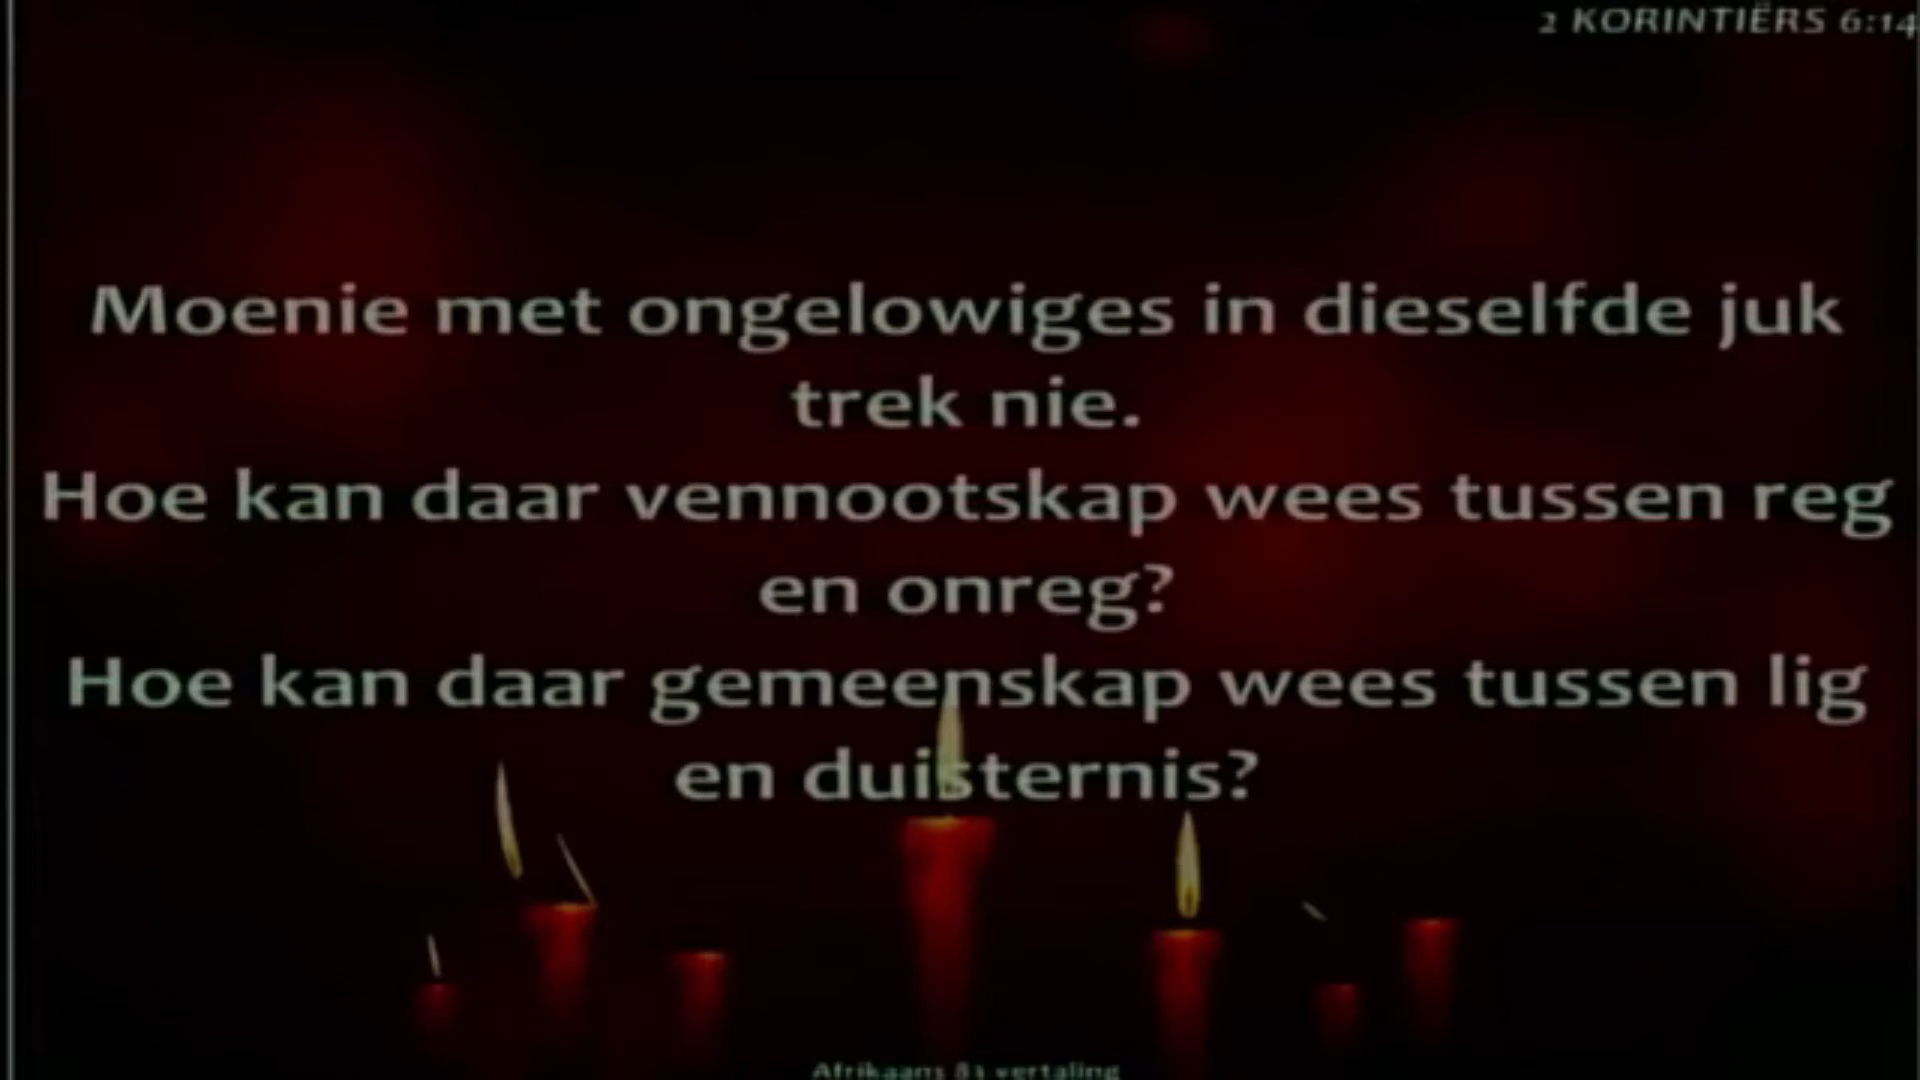 2 KORINTIËRS 6:14
Moenie met ongelowiges in dieselfde juk
trek nie.
Hoe kan daar vennootskap wees tussen reg
en onreg?
Hoe kan daar gemeenskap wees tussen lig
en duisternis?
Afrikaans 83 vertaling